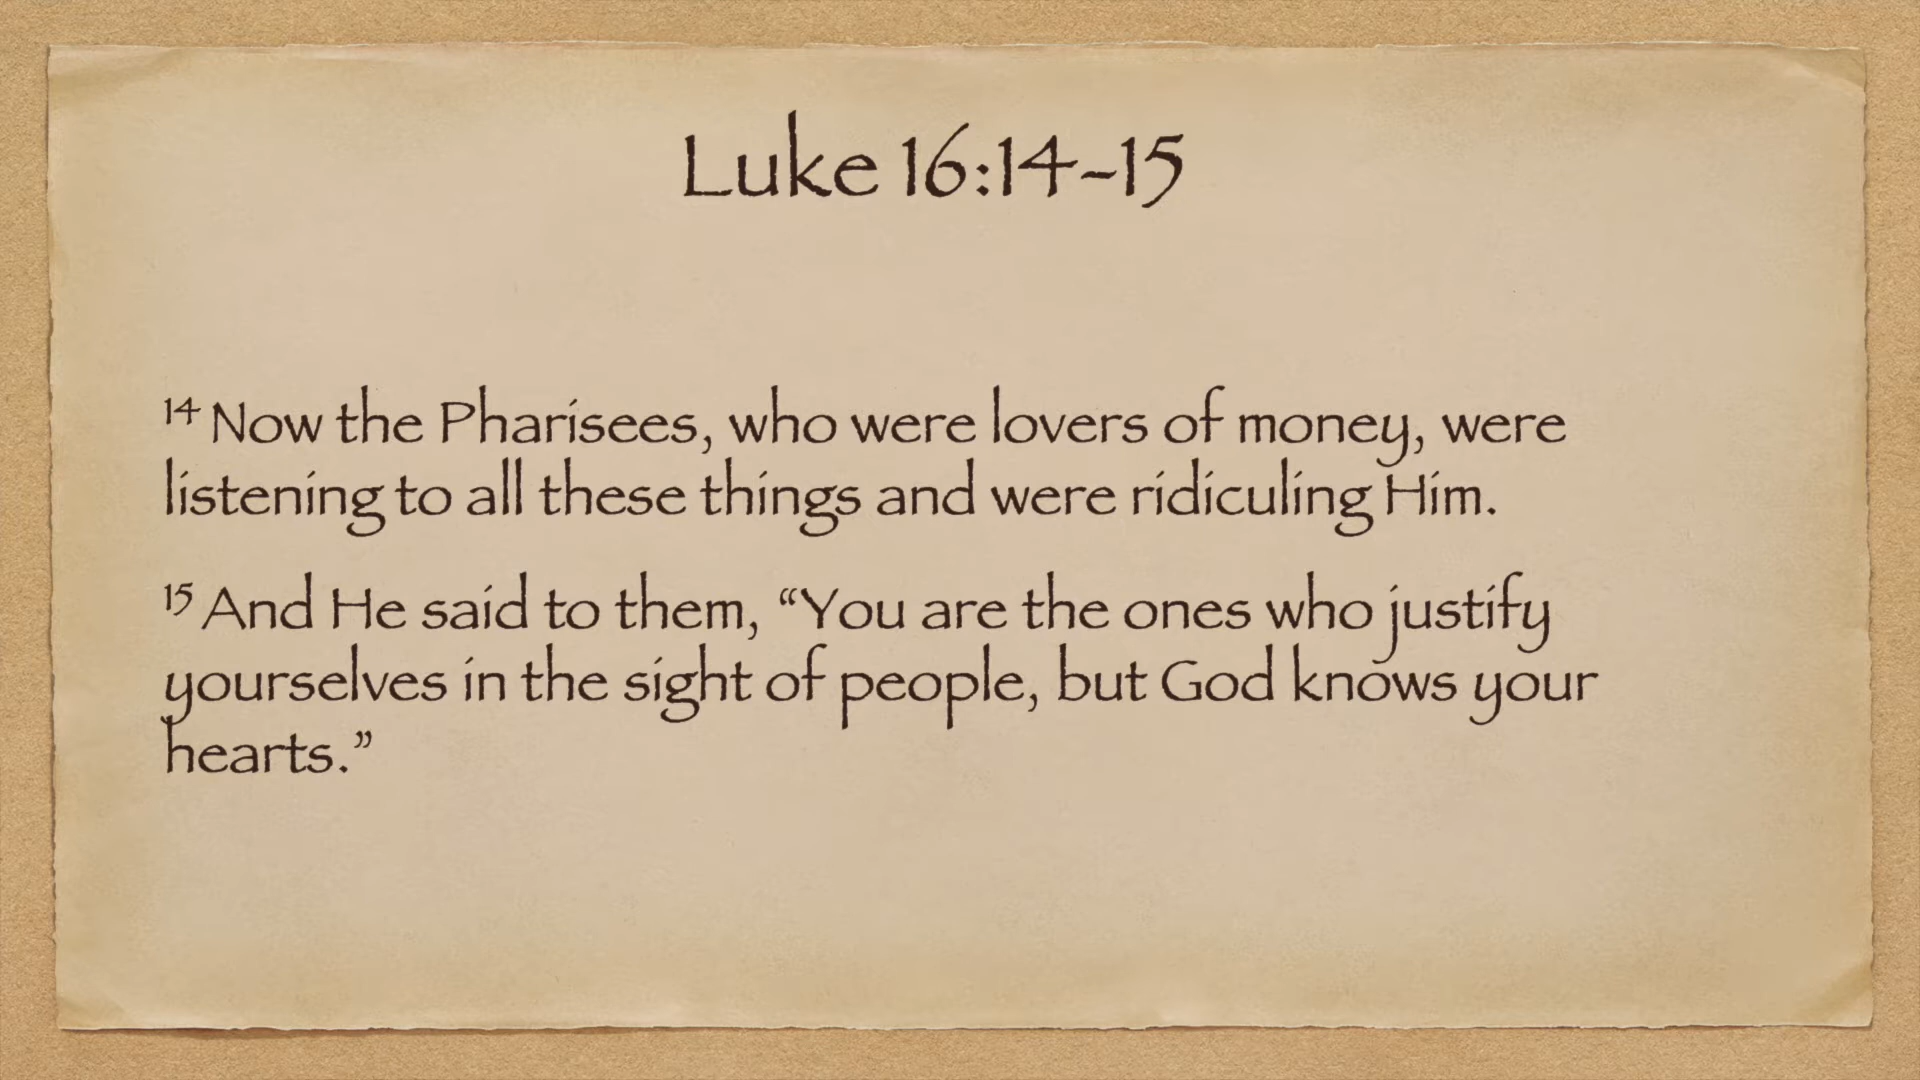 Luke 16:14-15
14 Now the Pharisees, who were lovers of money, were
listening to all these things and were ridiculing Him.
15 And He said to them, “You are the ones who justify
yourselves in the sight of people, but God knows your
hearts.”